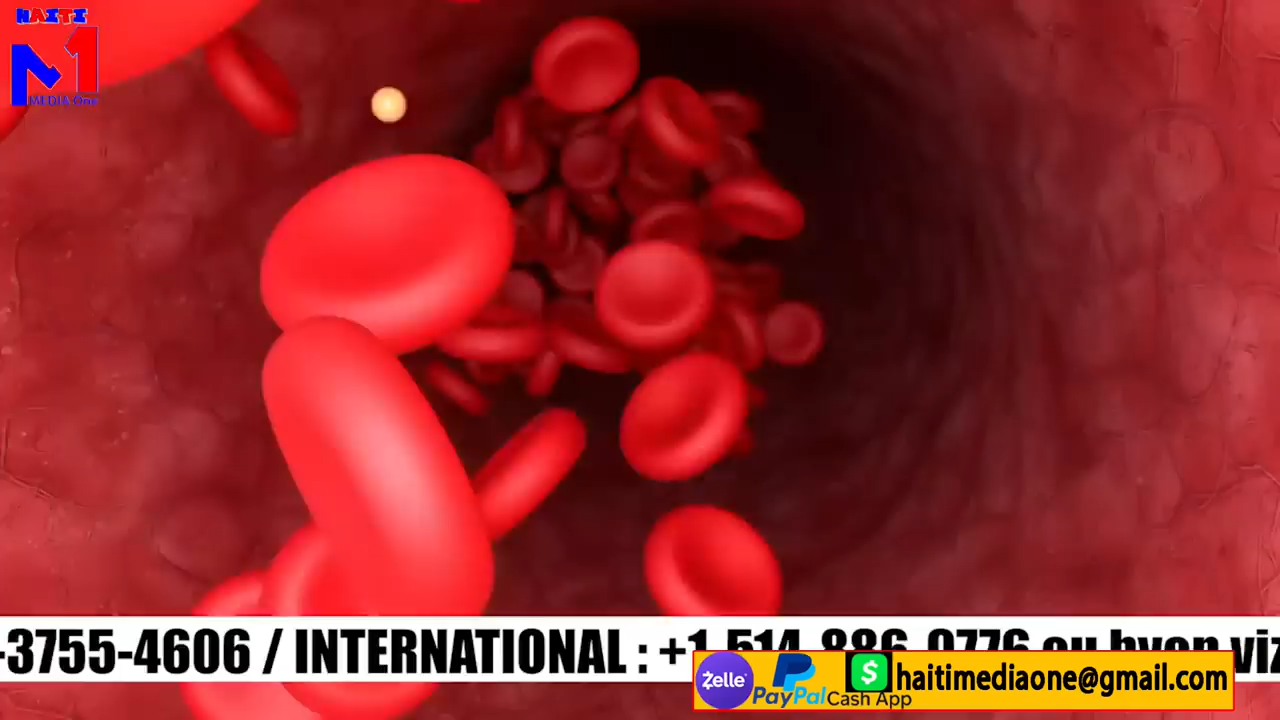 HAITI
MEDIA One
-3755-4606 / INTERNATIONAL : +1 514-886-0776 ou byen viz
Zelle PayPal Cash App haitimediaone@gmail.com